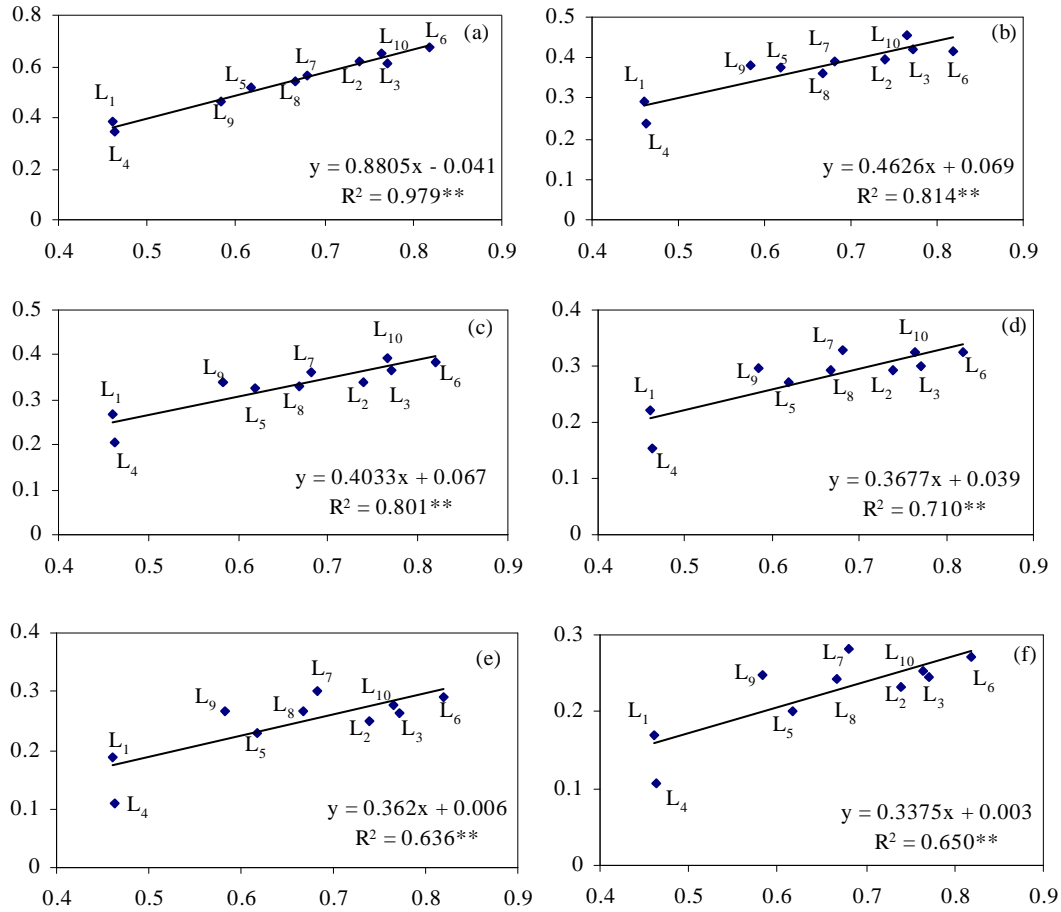 0.8
0.6
0.4
0.2
0
(a)
L6
L10
L7
L5
L2
L3
L8
L9
L1
L4
y = 0.8805x - 0.041
R² = 0.979**
0.4 0.5 0.6 0.7 0.8 0.9
0.5
0.4
0.3
0.2
0.1
0
(b)
L10
L7
L5
L9
L2
L3
L6
L8
L1
L4
y = 0.4626x + 0.069
R² = 0.814**
0.4 0.5 0.6 0.7 0.8 0.9
0.5
0.4
0.3
0.2
0.1
0
(c)
L10
L7
L9
L6
L1
L5
L8
L2
L3
L4
y = 0.4033x + 0.067
R² = 0.801**
0.4 0.5 0.6 0.7 0.8 0.9
0.4
0.3
0.2
0.1
0
(d)
L10
L7
L9
L6
L1
L5
L8
L2
L3
L4
y = 0.3677x + 0.039
R² = 0.710**
0.4 0.5 0.6 0.7 0.8 0.9
0.4
0.3
0.2
0.1
0
(e)
L7
L10
L9
L8
L6
L1
L5
L2
L3
L4
y = 0.362x + 0.006
R² = 0.636**
0.4 0.5 0.6 0.7 0.8 0.9
0.3
0.2
0.1
0
(f)
L7
L10
L9
L6
L2
L3
L1
L5
L8
L4
y = 0.3375x + 0.003
R² = 0.650**
0.4 0.5 0.6 0.7 0.8 0.9